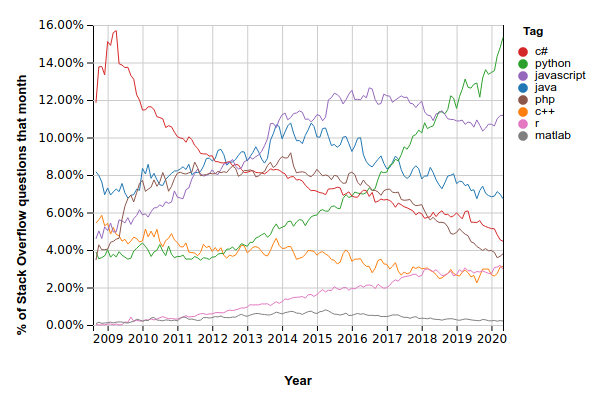 % of Stack Overflow questions that month
16.00%
14.00%
12.00%
10.00%
8.00%
6.00%
4.00%
2.00%
0.00%
2009 2010 2011 2012 2013 2014 2015 2016 2017 2018 2019 2020
Year
Tag
c#
python
javascript
java
php
c++
r
matlab